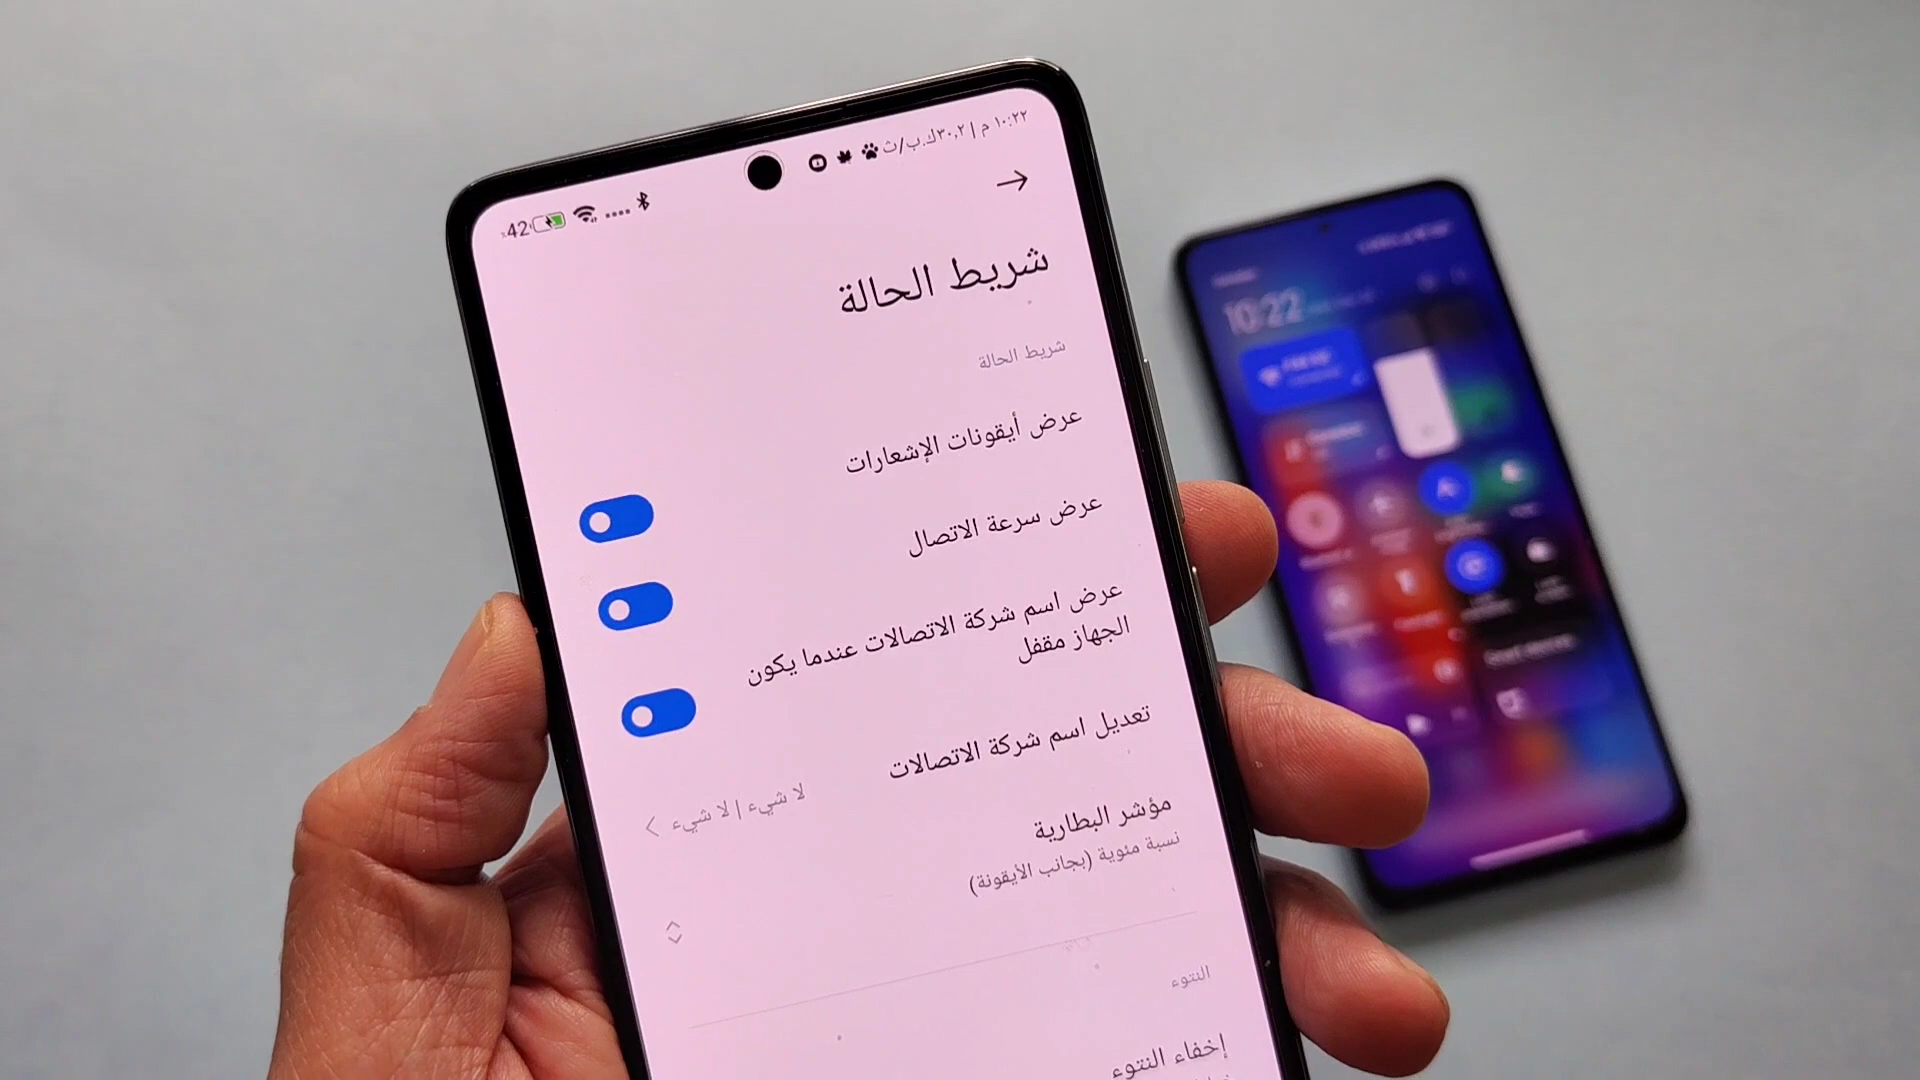 ١٠:٢٢ م | ٣٠,٢ك.ب/ث
42
شريط الحالة
شريط الحالة
عرض أيقونات الإشعارات
عرض سرعة الاتصال
عرض اسم شركة الاتصالات عندما يكون
الجهاز مقفل
تعديل اسم شركة الاتصالات
لا شيء | لا شيء
مؤشر البطارية
نسبة مئوية (بجانب الأيقونة)
النتوء
إخفاء النتوء
10:22